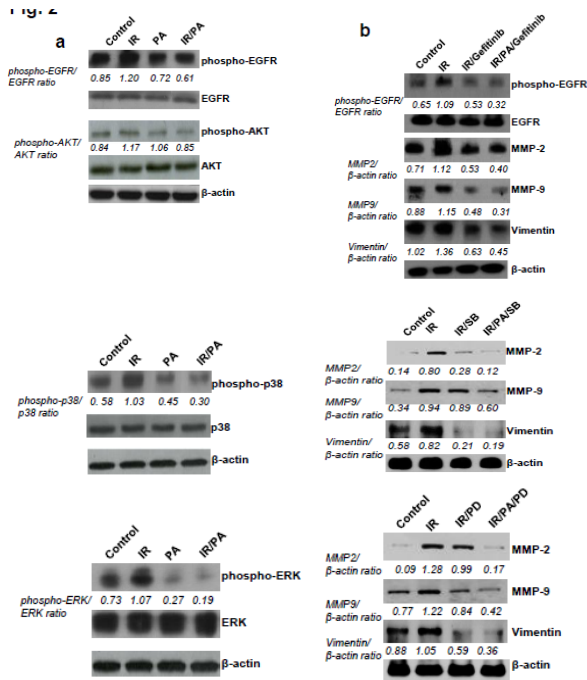 Fig. 2
a
Control IR PA IR/PA
phospho-EGFR
phospho-EGFR/
EGFR ratio
0.85 1.20 0.72 0.61
EGFR
phospho-AKT
phospho-AKT/
AKT ratio
0.84 1.17 1.06 0.85
AKT
β-actin
Control IR PA IR/PA
phospho-p38
phospho-p38/
p38 ratio
0.58 1.03 0.45 0.30
p38
β-actin
Control IR PA IR/PA
phospho-ERK
phospho-ERK/
ERK ratio
0.73 1.07 0.27 0.19
ERK
β-actin
b
Control IR IR/Gefitinib IR/PA/Gefitinib
phospho-EGFR
phospho-EGFR/
EGFR ratio
0.65 1.09 0.53 0.32
EGFR
MMP-2
MMP2/
β-actin ratio
0.71 1.12 0.53 0.40
MMP-9
MMP9/
β-actin ratio
0.88 1.15 0.48 0.31
Vimentin
Vimentin/
β-actin ratio
1.02 1.36 0.63 0.45
β-actin
Control IR IR/SB IR/PA/SB
MMP-2
MMP2/
β-actin ratio
0.14 0.80 0.28 0.12
MMP-9
MMP9/
β-actin ratio
0.34 0.94 0.89 0.60
Vimentin
Vimentin/
β-actin ratio
0.58 0.82 0.21 0.19
β-actin
Control IR IR/PD IR/PA/PD
MMP-2
MMP2/
β-actin ratio
0.09 1.28 0.99 0.17
MMP-9
MMP9/
β-actin ratio
0.77 1.22 0.84 0.42
Vimentin
Vimentin/
β-actin ratio
0.88 1.05 0.59 0.36
β-actin